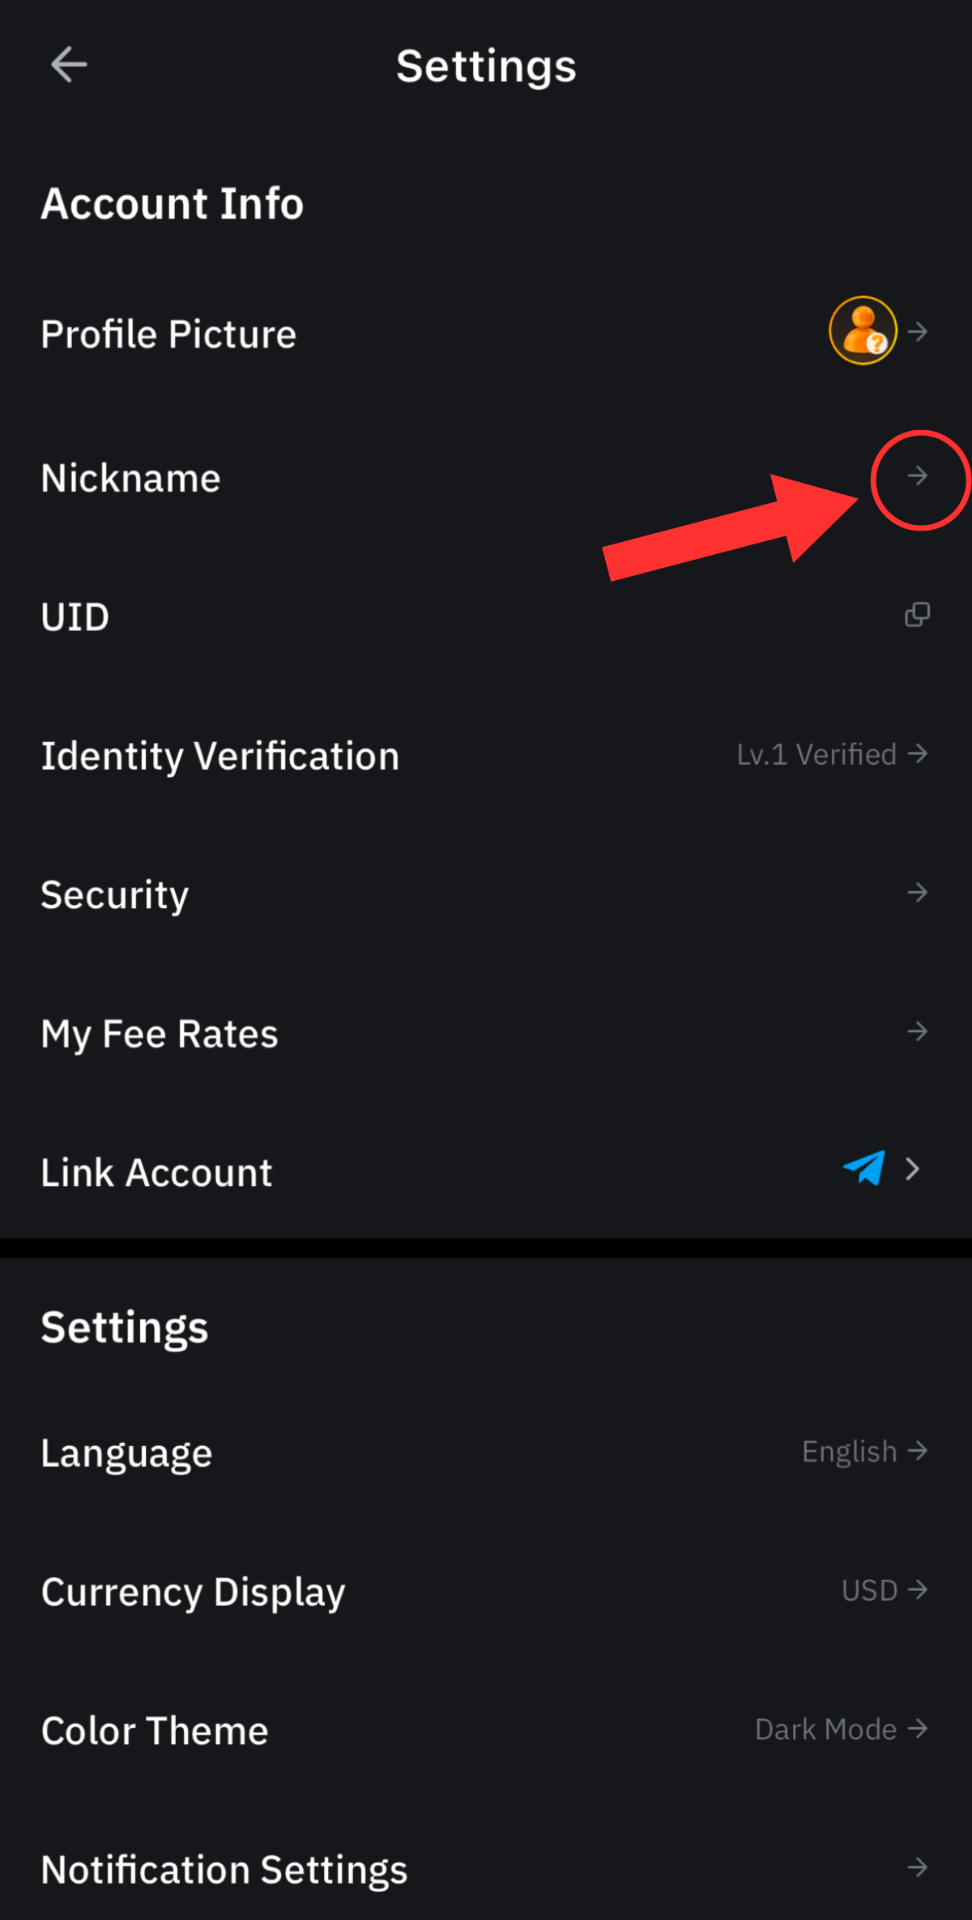 Settings
Account Info
Profile Picture
Nickname
UID
Identity Verification Lv.1 Verified
Security
My Fee Rates
Link Account
Settings
Language English
Currency Display USD
Color Theme Dark Mode
Notification Settings